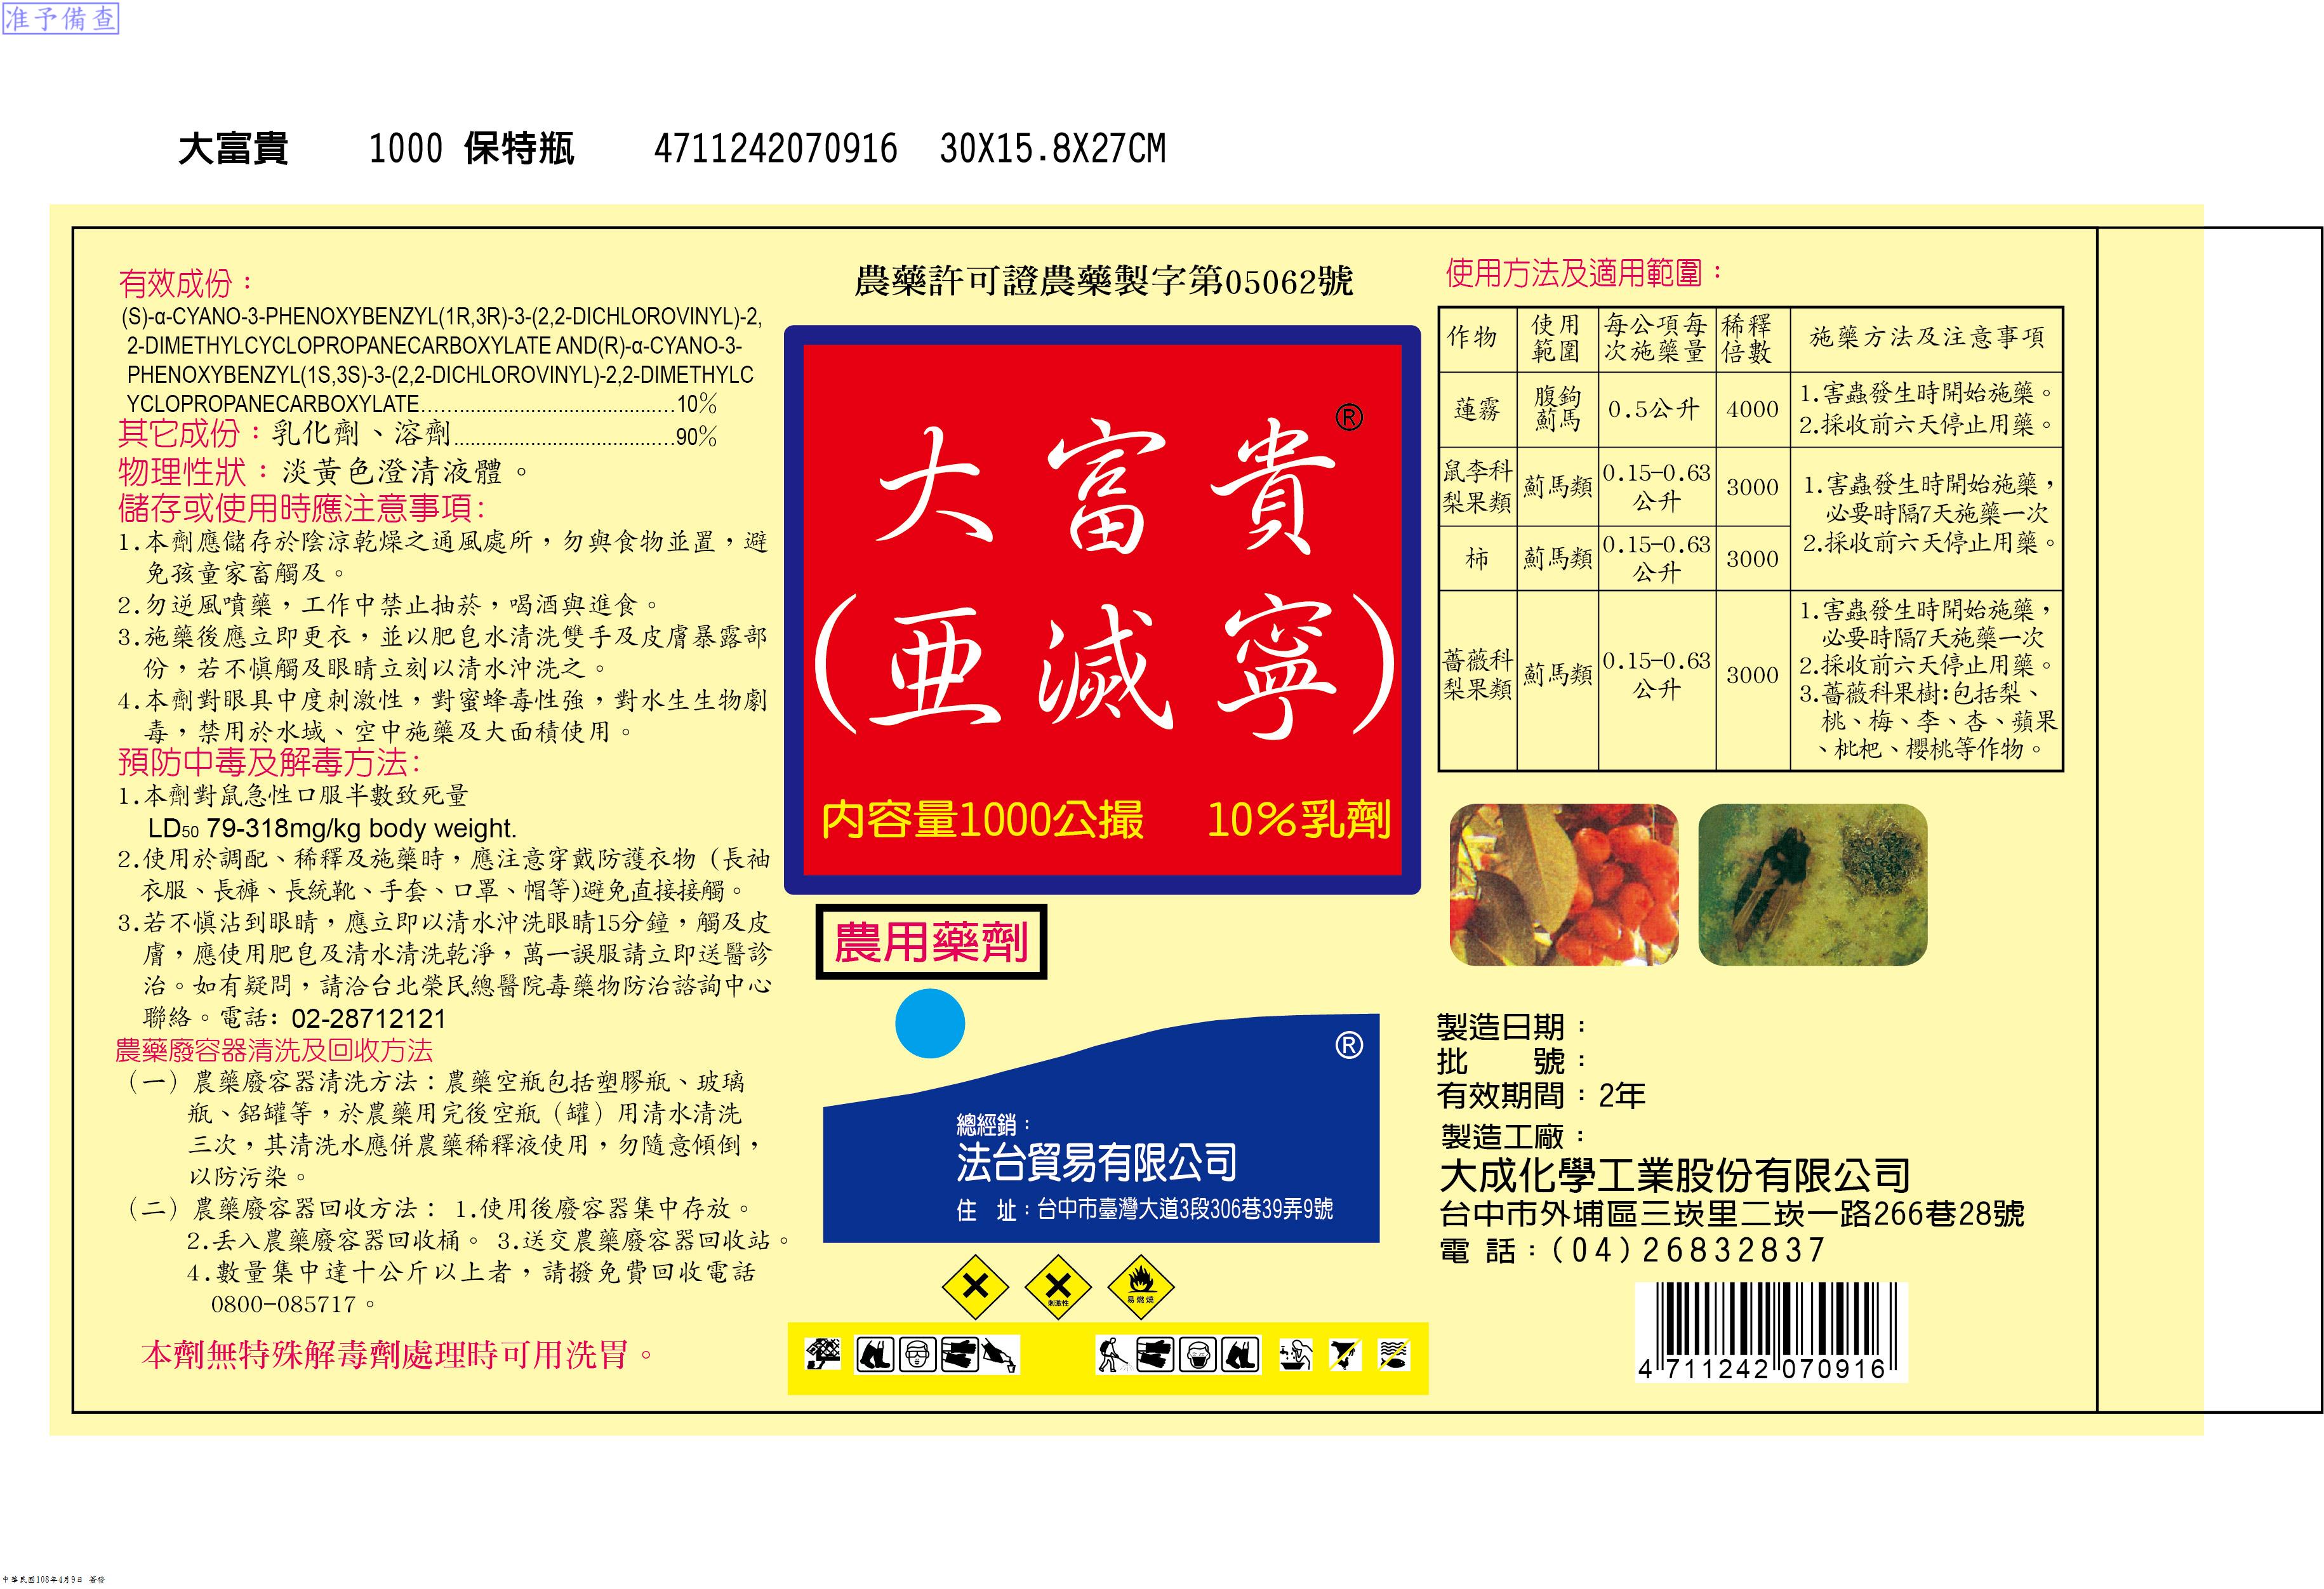 准予備查
大富貴 1000 保特瓶 4711242070916 30X15.8X27CM
有效成份：
(S)-α-CYANO-3-PHENOXYBENZYL(1R,3R)-3-(2,2-DICHLOROVINYL)-2,
2-DIMETHYLCYCLOPROPANECARBOXYLATE AND(R)-α-CYANO-3-
PHENOXYBENZYL(1S,3S)-3-(2,2-DICHLOROVINYL)-2,2-DIMETHYLC
YCLOPROPANECARBOXYLATE..............................................10%
其它成份：乳化劑、溶劑........................................90%
物理性狀：淡黃色澄清液體。
儲存或使用時應注意事項：
1.本劑應儲存於陰涼乾燥之通風處所，勿與食物並置，避
免孩童家畜觸及。
2.勿逆風噴藥，工作中禁止抽菸，喝酒與進食。
3.施藥後應立即更衣，並以肥皂水清洗雙手及皮膚暴露部
份，若不慎觸及眼睛立刻以清水沖洗之。
4.本劑對眼具中度刺激性，對蜜蜂毒性強，對水生生物劇
毒，禁用於水域、空中施藥及大面積使用。
預防中毒及解毒方法：
1.本劑對鼠急性口服半數致死量
LD50 79-318mg/kg body weight.
2.使用於調配、稀釋及施藥時，應注意穿戴防護衣物（長袖
衣服、長褲、長統靴、手套、口罩、帽等)避免直接接觸。
3.若不慎沾到眼睛，應立即以清水沖洗眼睛15分鐘，觸及皮
膚，應使用肥皂及清水清洗乾淨，萬一誤服請立即送醫診
治。如有疑問，請洽台北榮民總醫院毒藥物防治諮詢中心
聯絡。電話：02-28712121
農藥廢容器清洗及回收方法
（一）農藥廢容器清洗方法：農藥空瓶包括塑膠瓶、玻璃
瓶、鋁罐等，於農藥用完後空瓶（罐）用清水清洗
三次，其清洗水應併農藥稀釋液使用，勿隨意傾倒，
以防污染。
（二）農藥廢容器回收方法：1.使用後廢容器集中存放。
2.丟入農藥廢容器回收桶。 3.送交農藥廢容器回收站。
4.數量集中達十公斤以上者，請撥免費回收電話
0800-085717。
本劑無特殊解毒劑處理時可用洗胃。
農藥許可證農藥製字第05062號
大富貴®
(亜滅寧)
內容量1000公撮 10%乳劑
農用藥劑
®
總經銷：
法台貿易有限公司
住 址：台中市臺灣大道3段306巷39弄9號
刺激性
易燃燒
使用方法及適用範圍：
作物 使用範圍 每公項每次施藥量 稀釋倍數 施藥方法及注意事項
蓮霧 腹鉤薊馬 0.5公升 4000
1.害蟲發生時開始施藥。
2.採收前六天停止用藥。
鼠李科梨果類 薊馬類 0.15-0.63公升 3000
柿 薊馬類 0.15-0.63公升 3000
1.害蟲發生時開始施藥，
必要時隔7天施藥一次
2.採收前六天停止用藥。
薔薇科梨果類 薊馬類 0.15-0.63公升 3000
1.害蟲發生時開始施藥，
必要時隔7天施藥一次
2.採收前六天停止用藥。
3.薔薇科果樹:包括梨、
桃、梅、李、杏、蘋果
、枇杷、櫻桃等作物。
製造日期：
批 號：
有效期間：2年
製造工廠：
大成化學工業股份有限公司
台中市外埔區三崁里二崁一路266巷28號
電 話：(04)26832837
4 711242 070916
中華民國108年4月9日 簽發